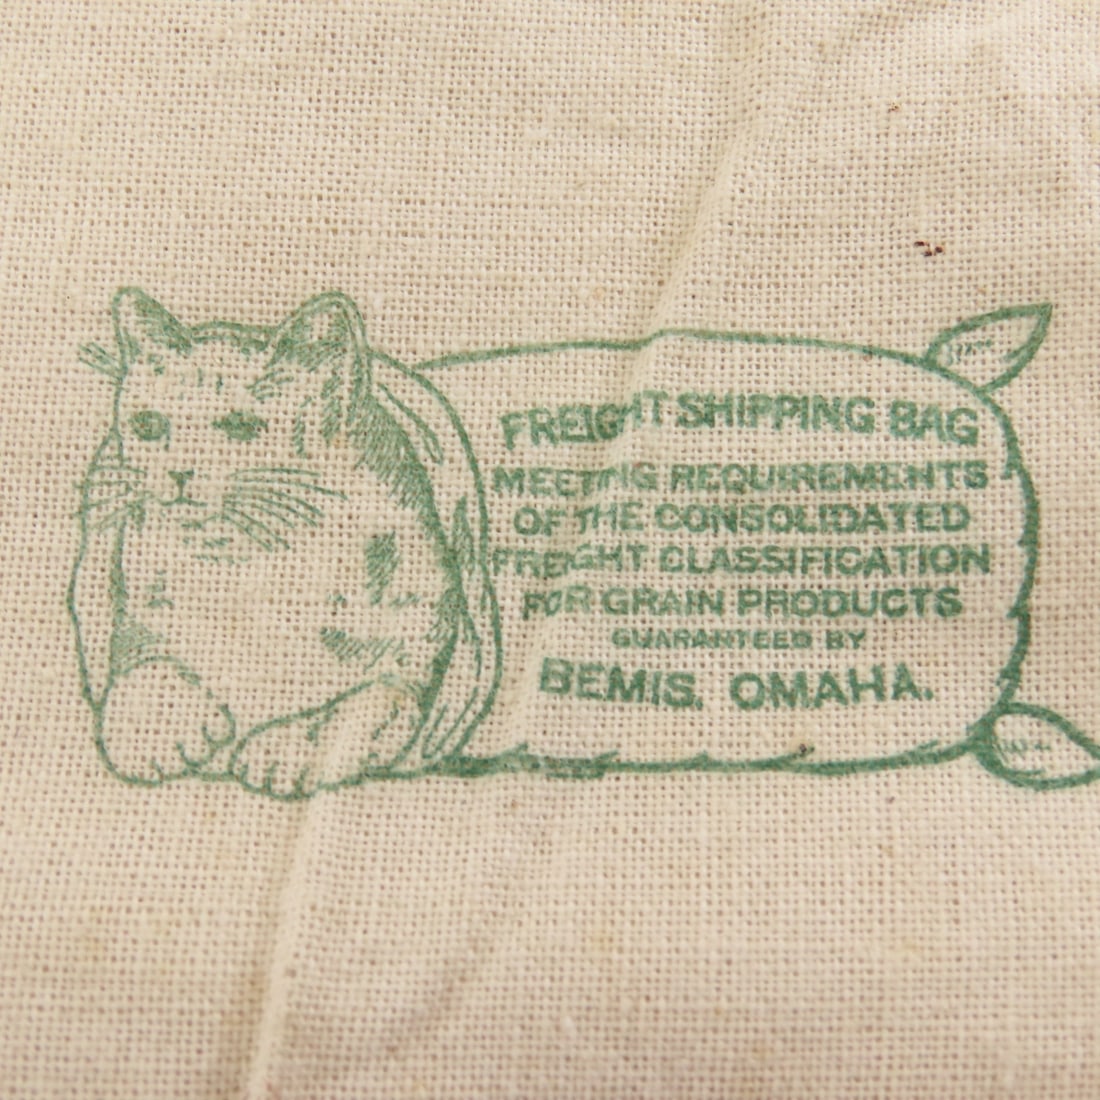 FREIGHT SHIPPING BAG
MEETING REQUIREMENTS
OF THE CONSOLIDATED
FREIGHT CLASSIFICATION
FOR GRAIN PRODUCTS
GUARANTEED BY
BEMIS. OMAHA.